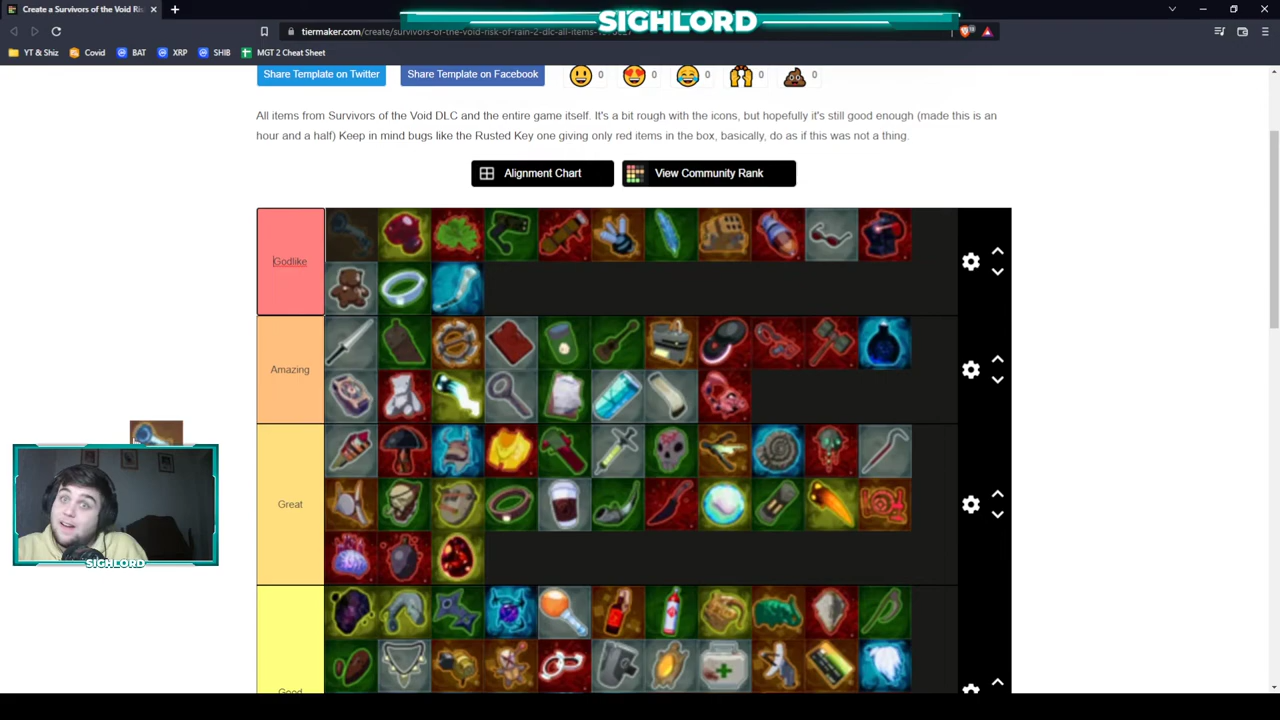 Create a Survivors of the Void Ris
SIGHLORD
tiermaker.com/create/survivors-of-the-void-risk-of-rain-2-dlc-all-items-
YT & Shiz
Covid
BAT
XRP
SHIB
MGT 2 Cheat Sheet
Share Template on Twitter
Share Template on Facebook
0
0
0
0
0
All items from Survivors of the Void DLC and the entire game itself. It's a bit rough with the icons, but hopefully it's still good enough (made this is an
hour and a half) Keep in mind bugs like the Rusted Key one giving only red items in the box, basically, do as if this was not a thing.
Alignment Chart
View Community Rank
Godlike
Amazing
Great
SIGHLORD
Good